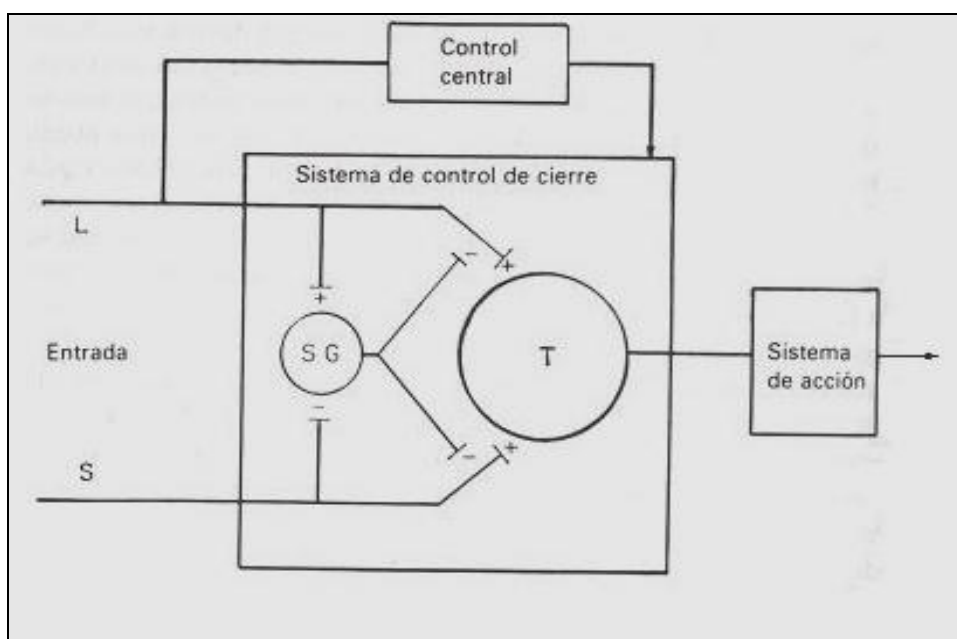 Control
central
Sistema de control de cierre
L
+
-
+
Entrada
S G
T
Sistema
de acción
-
-
+
S